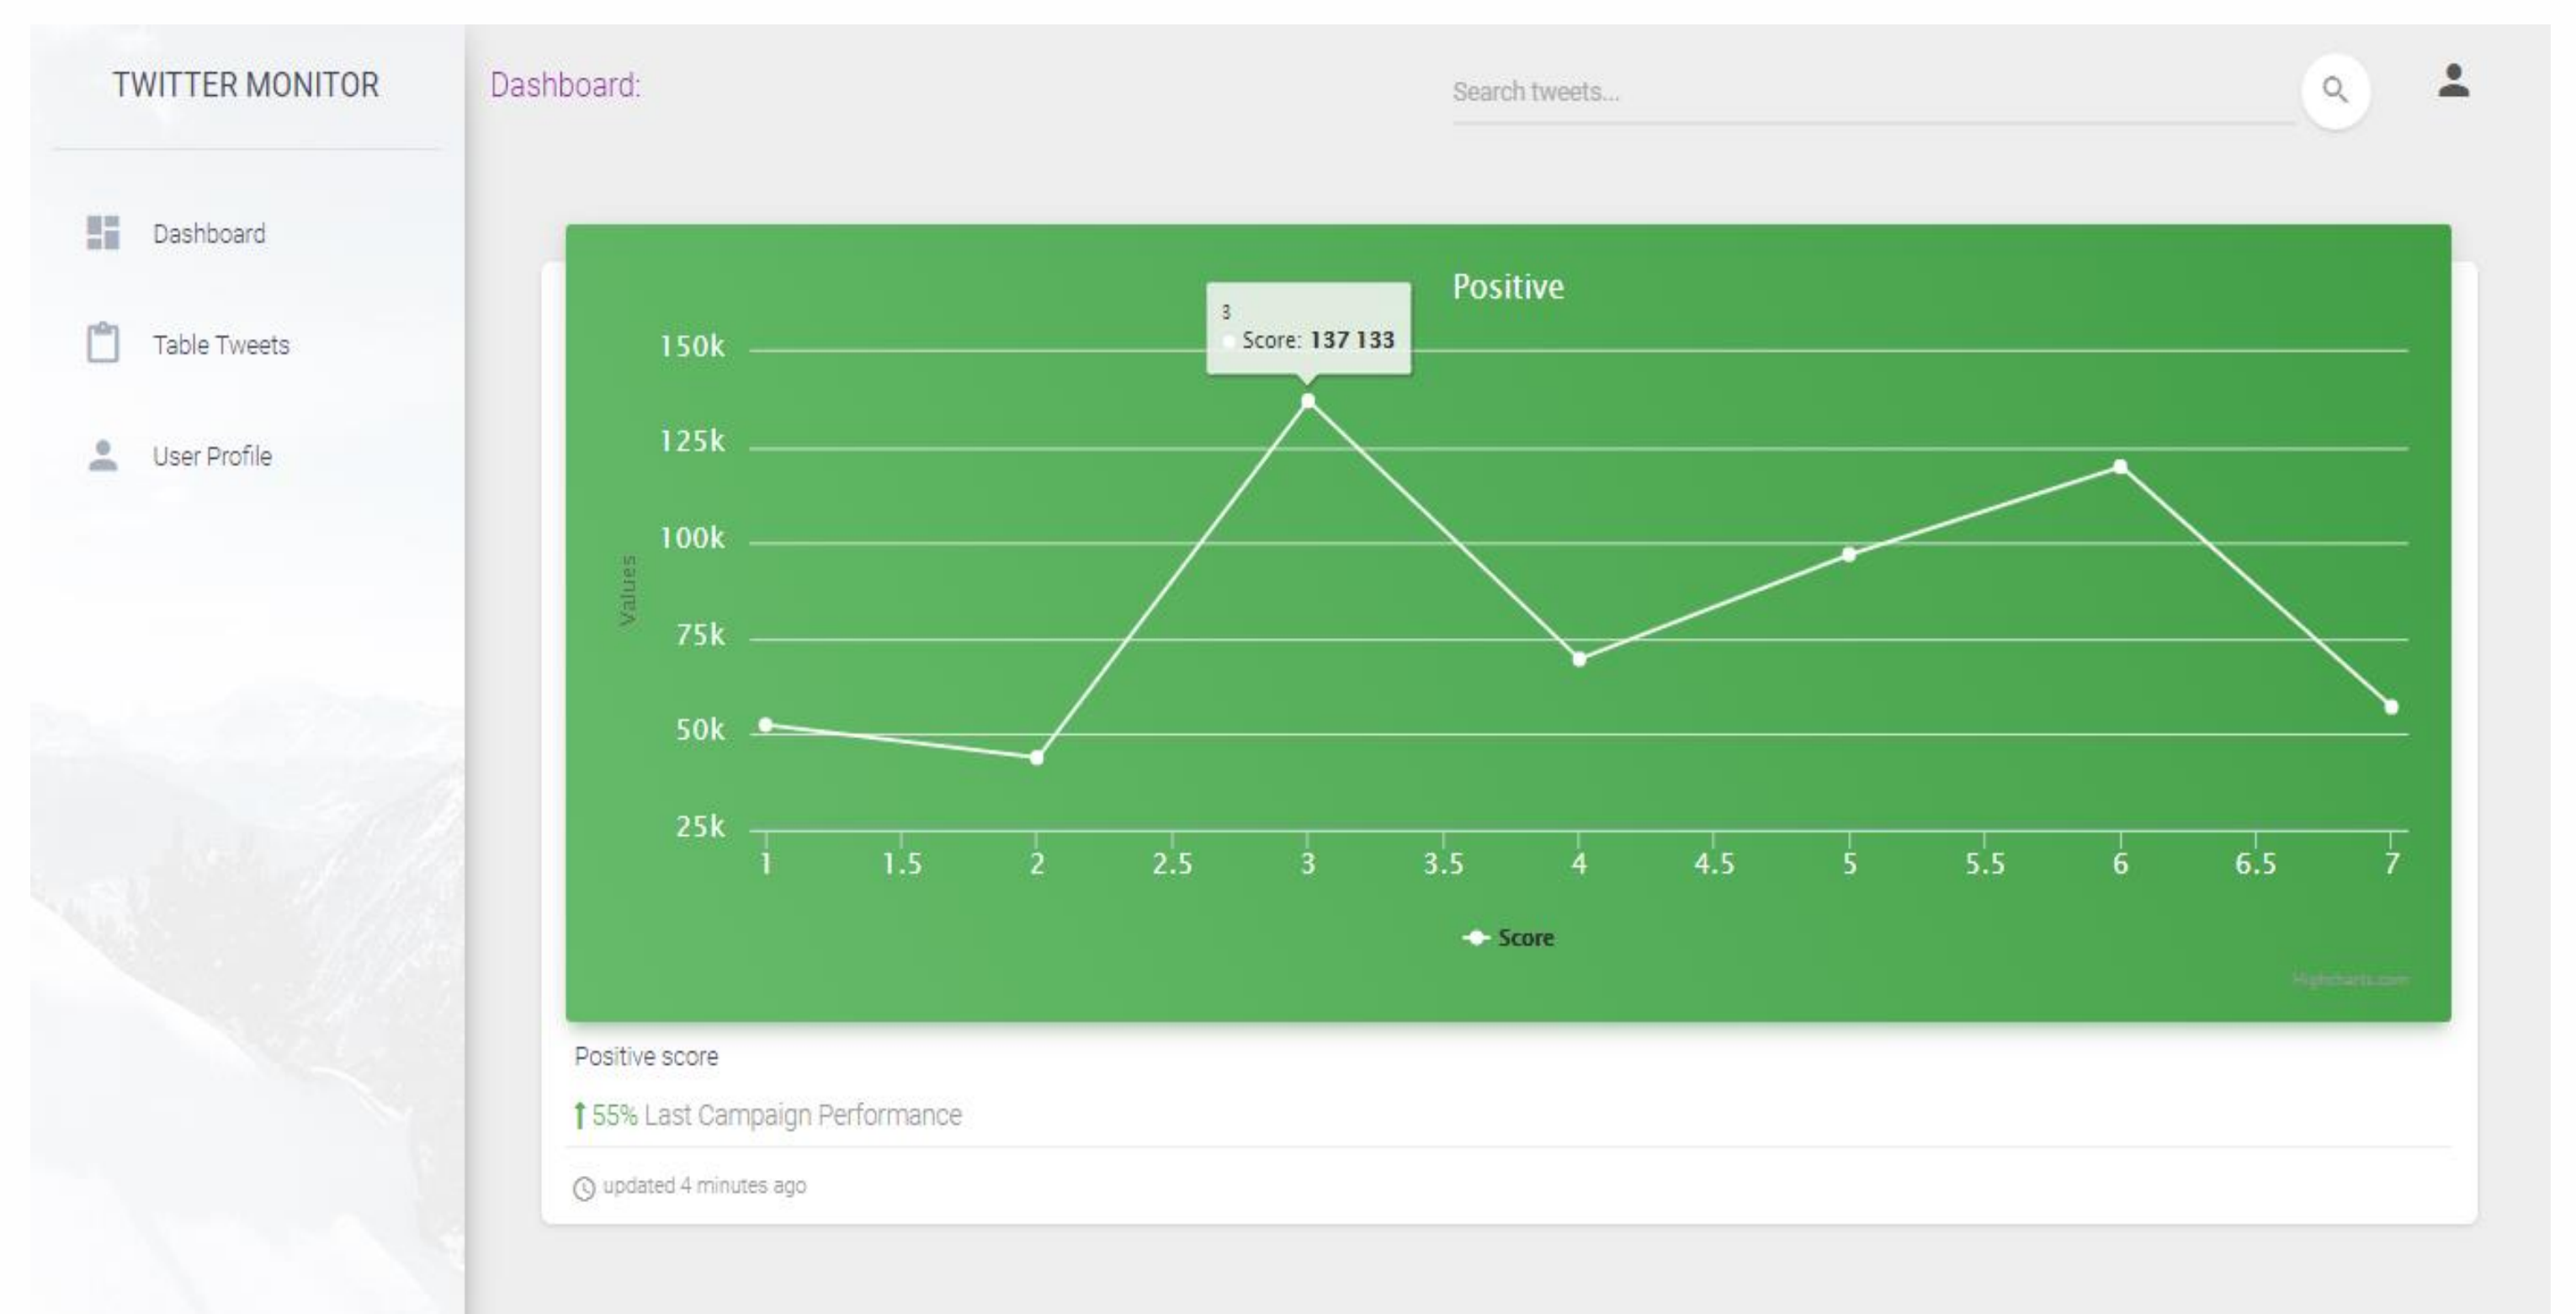 TWITTER MONITOR
Dashboard
Table Tweets
User Profile
Dashboard:
Search tweets...
Positive
3
Score: 137 133
150k
125k
100k
75k
50k
25k
Values
1 1.5 2 2.5 3 3.5 4 4.5 5 5.5 6 6.5 7
Score
Highcharts.com
Positive score
55% Last Campaign Performance
updated 4 minutes ago